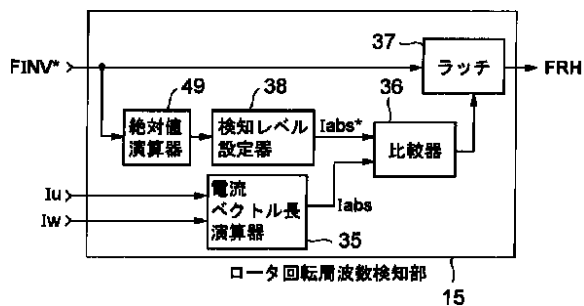 37
FINV*
ラッチ
FRH
49
38
36
絶対値
演算器
検知レベル
設定器
Iabs*
比較器
Iu
Iw
電流
ベクトル長
演算器
Iabs
35
ロータ回転周波数検知部
15